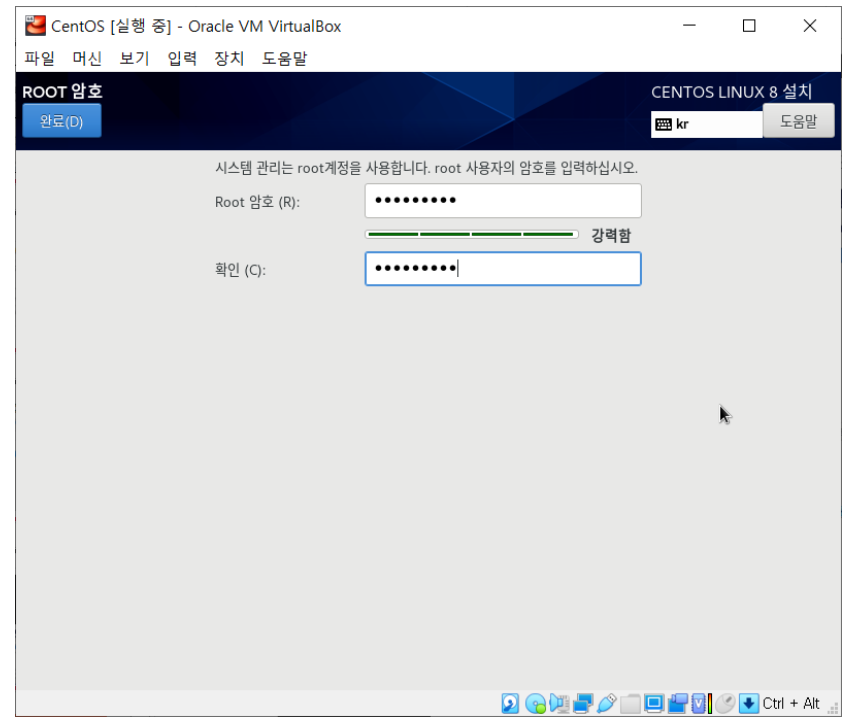 CentOS [실행 중] - Oracle VM VirtualBox
파일 머신 보기 입력 장치 도움말
ROOT 암호
CENTOS LINUX 8 설치
완료(D)
kr
도움말
시스템 관리는 root계정을 사용합니다. root 사용자의 암호를 입력하십시오.
Root 암호 (R):
●●●●●●●●●
강력함
확인 (C):
●●●●●●●●●
Ctrl + Alt